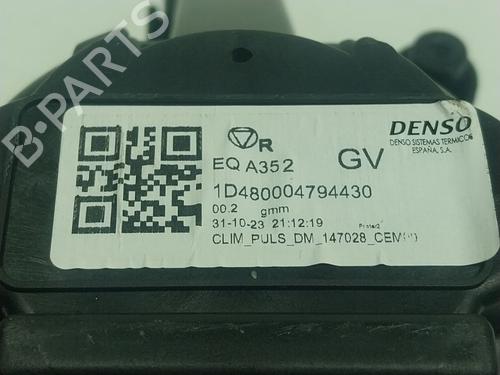 R
DENSO
DENSO SISTEMAS TERMICOS
ESPAÑA, S.A.
EQ A352
GV
1D480004794430
00.2 gmm
31-10-23 21:12:19
CLIM_PULS_DM_147028_CEM
B-PARTS